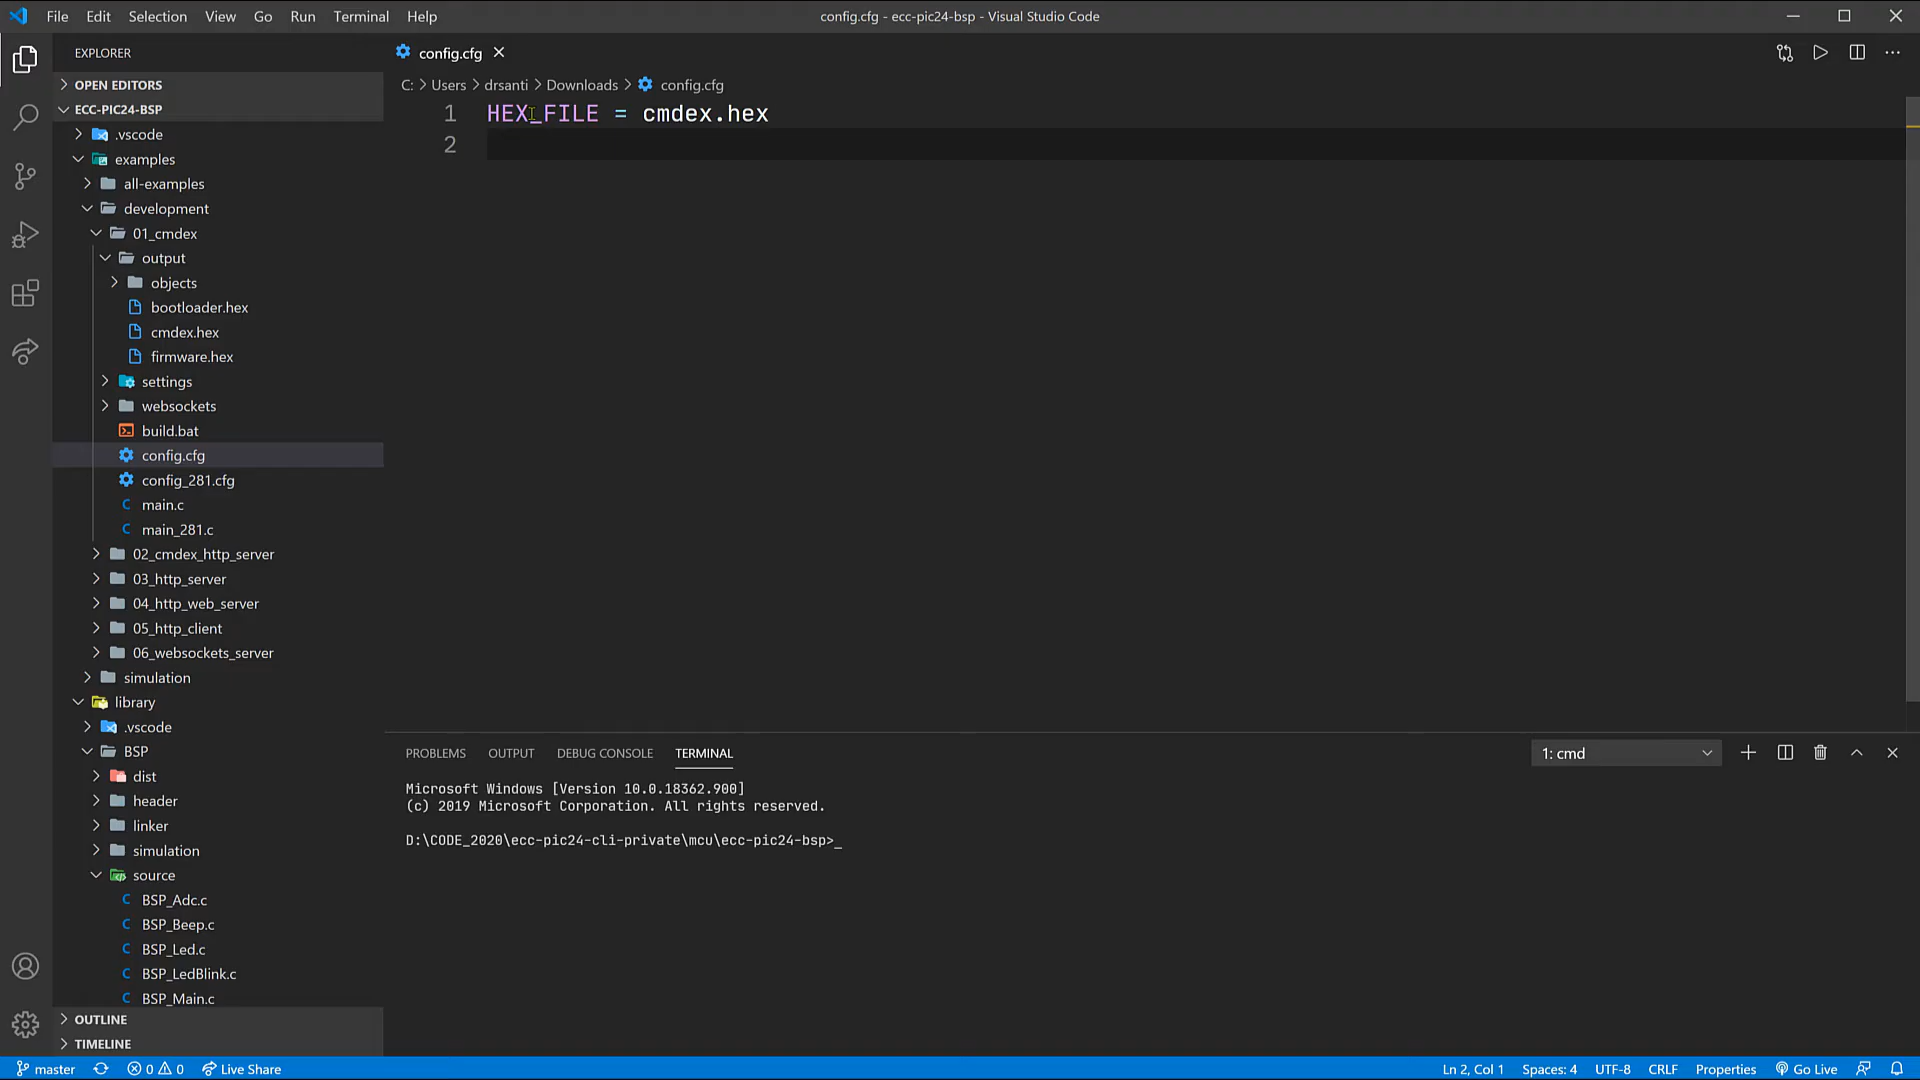 File Edit Selection View Go Run Terminal Help
config.cfg - ecc-pic24-bsp - Visual Studio Code
EXPLORER
OPEN EDITORS
ECC-PIC24-BSP
.vscode
examples
all-examples
development
01_cmdex
output
objects
bootloader.hex
cmdex.hex
firmware.hex
settings
websockets
build.bat
config.cfg
config_281.cfg
main.c
main_281.c
02_cmdex_http_server
03_http_server
04_http_web_server
05_http_client
06_websockets_server
simulation
library
.vscode
BSP
dist
header
linker
simulation
source
BSP_Adc.c
BSP_Beep.c
BSP_Led.c
BSP_LedBlink.c
BSP_Main.c
OUTLINE
TIMELINE
config.cfg
C: > Users > drsanti > Downloads > config.cfg
1 HEX_FILE = cmdex.hex
2
PROBLEMS OUTPUT DEBUG CONSOLE TERMINAL
1: cmd
Microsoft Windows [Version 10.0.18362.900]
(c) 2019 Microsoft Corporation. All rights reserved.
D:\CODE_2020\ecc-pic24-cli-private\mcu\ecc-pic24-bsp>_
master 0 0 Live Share
Ln 2, Col 1 Spaces: 4 UTF-8 CRLF Properties Go Live